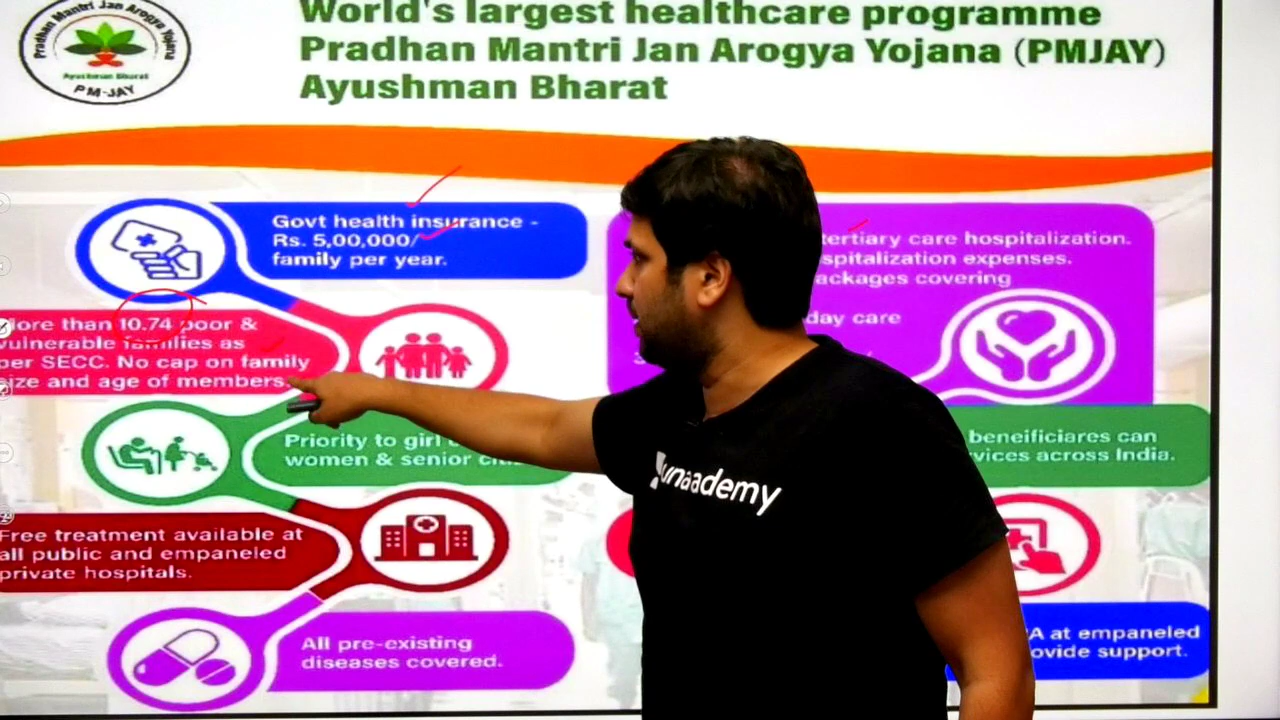 Pradhan Mantri Jan Arogya Yojana
Ayushman Bharat
PM-JAY
World's largest healthcare programme
Pradhan Mantri Jan Arogya Yojana (PMJAY)
Ayushman Bharat
Govt health insurance -
Rs. 5,00,000/
family per year.
tertiary care hospitalization.
spitalization expenses.
ackages covering
day care
More than 10.74 poor &
vulnerable families as
per SECC. No cap on family
size and age of members.
Priority to girl
women & senior
beneificiares can
vices across India.
Free treatment available at
all public and empaneled
private hospitals.
All pre-existing
diseases covered.
A at empaneled
ovide support.
unacademy